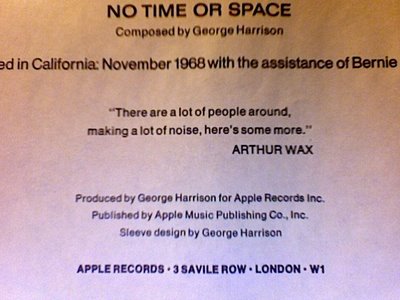 NO TIME OR SPACE
Composed by George Harrison
ed in California: November 1968 with the assistance of Bernie
“There are a lot of people around,
making a lot of noise, here's some more.”
ARTHUR WAX
Produced by George Harrison for Apple Records Inc.
Published by Apple Music Publishing Co., Inc.
Sleeve design by George Harrison
APPLE RECORDS · 3 SAVILE ROW · LONDON · W1